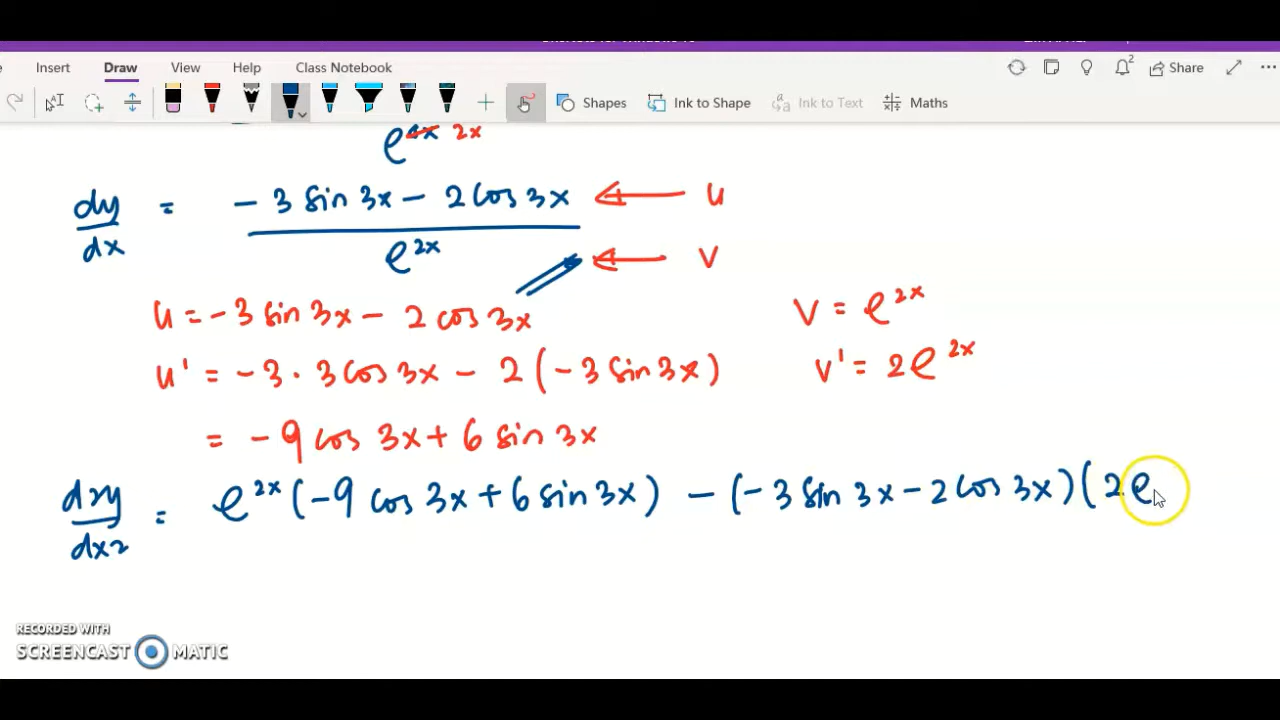 Insert Draw View Help Class Notebook Share
Shapes Ink to Shape Ink to Text Maths
e^4x 2x
dy/dx = - 3 sin 3x - 2 cos 3x ← u
e^2x ← v
u = -3 sin 3x - 2 cos 3x v = e^2x
u' = -3 · 3 cos 3x - 2 (-3 sin 3x) v' = 2e^2x
= -9 cos 3x + 6 sin 3x
d2y/dx2 = e^2x (-9 cos 3x + 6 sin 3x) - (-3 sin 3x - 2 cos 3x) (2e
RECORDED WITH
SCREENCAST MATIC